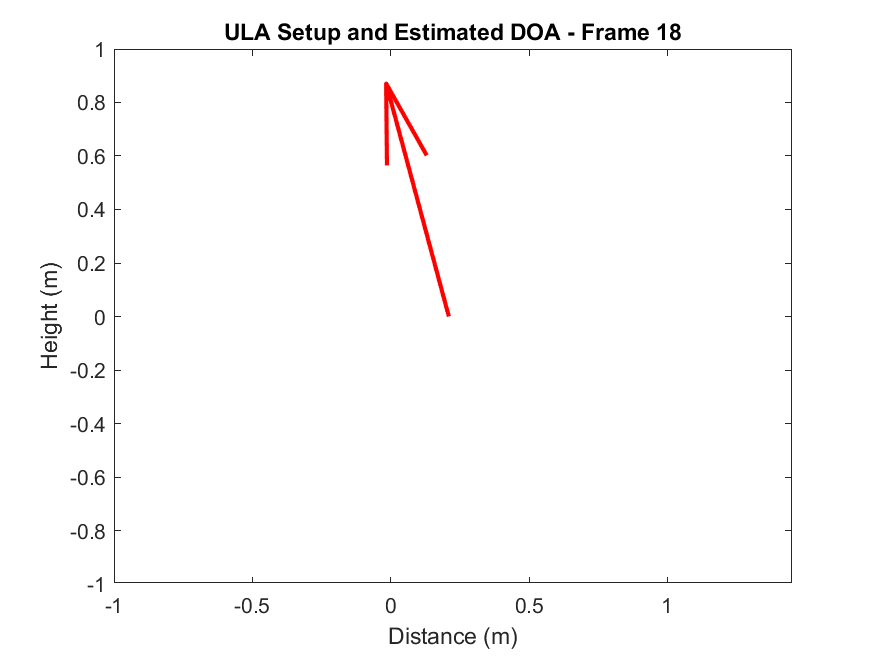 ULA Setup and Estimated DOA - Frame 18
1
0.8
0.6
0.4
0.2
0
-0.2
-0.4
-0.6
-0.8
-1
Height (m)
-1 -0.5 0 0.5 1
Distance (m)